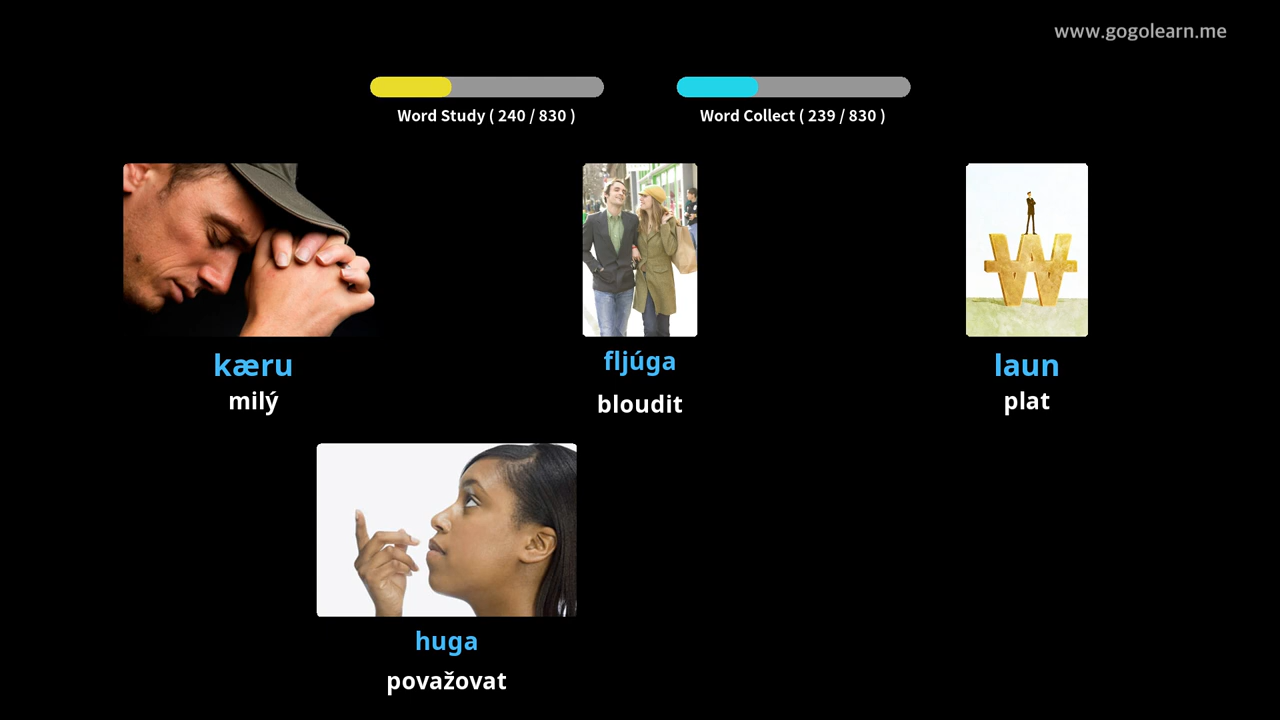 www.gogolearn.me
Word Study ( 240 / 830 )
Word Collect ( 239 / 830 )
kæru
milý
fljúga
bloudit
laun
plat
huga
považovat